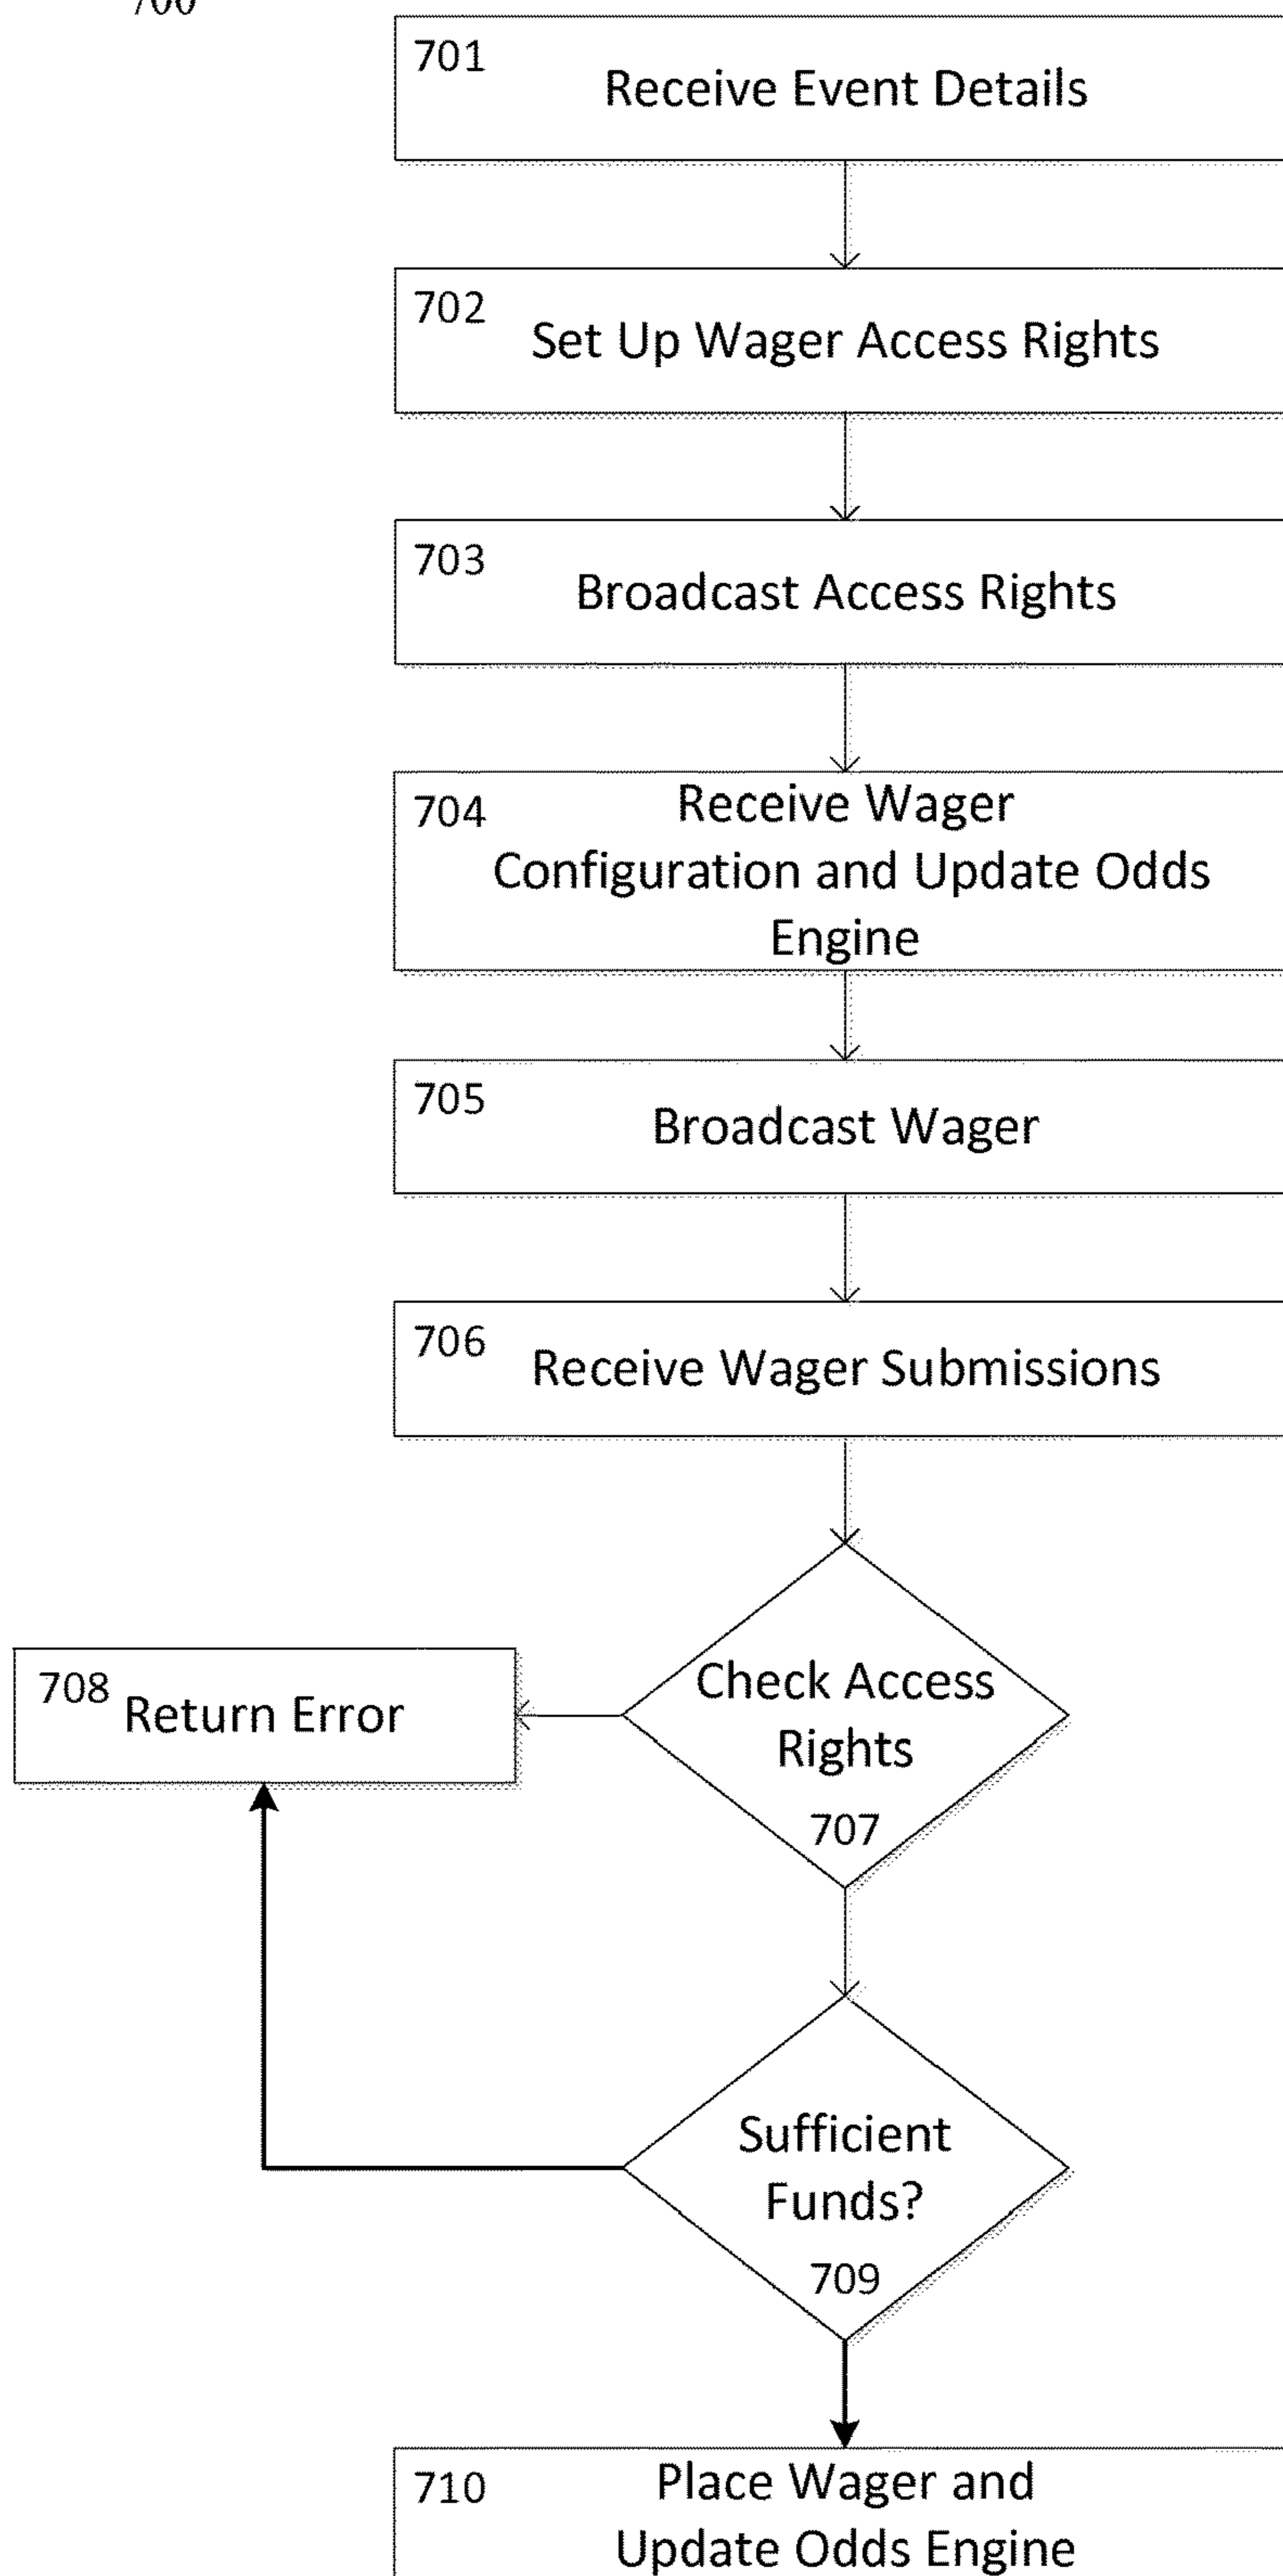 700
701
Receive Event Details
702
Set Up Wager Access Rights
703
Broadcast Access Rights
704
Receive Wager
Configuration and Update Odds
Engine
705
Broadcast Wager
706
Receive Wager Submissions
708
Return Error
Check Access
Rights
707
Sufficient
Funds?
709
710
Place Wager and
Update Odds Engine